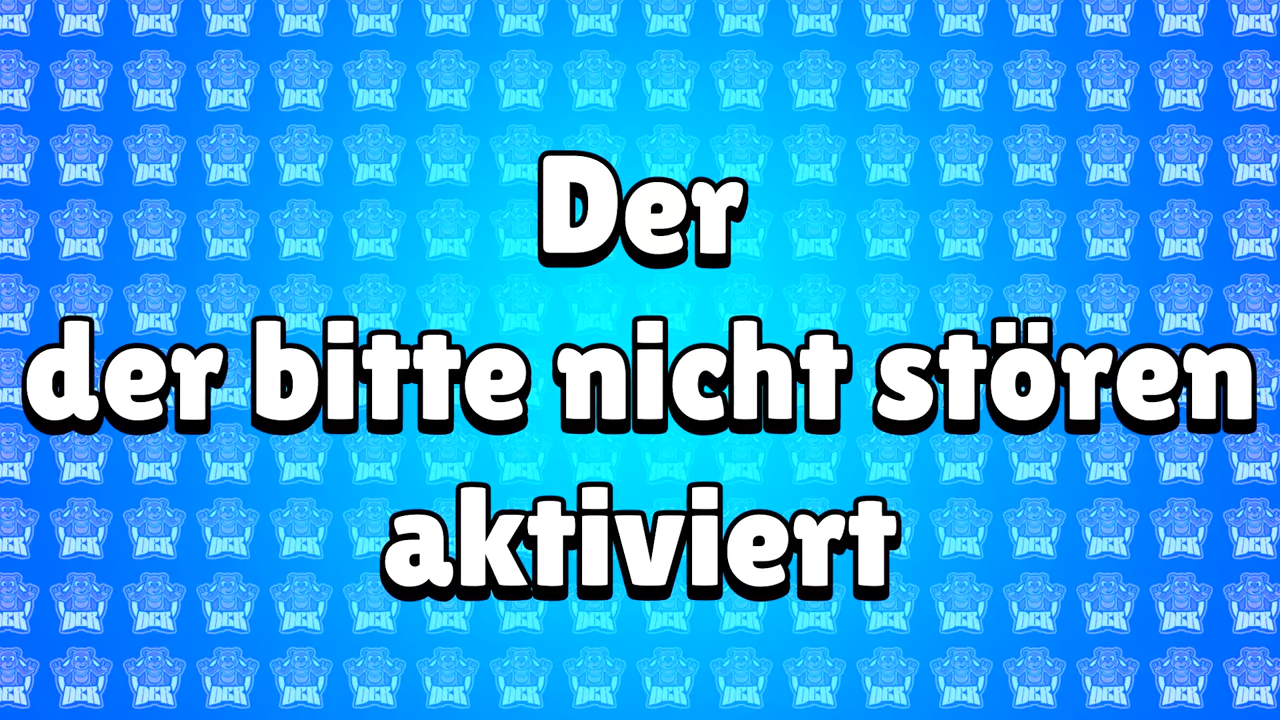 Der
der bitte nicht stören
aktiviert